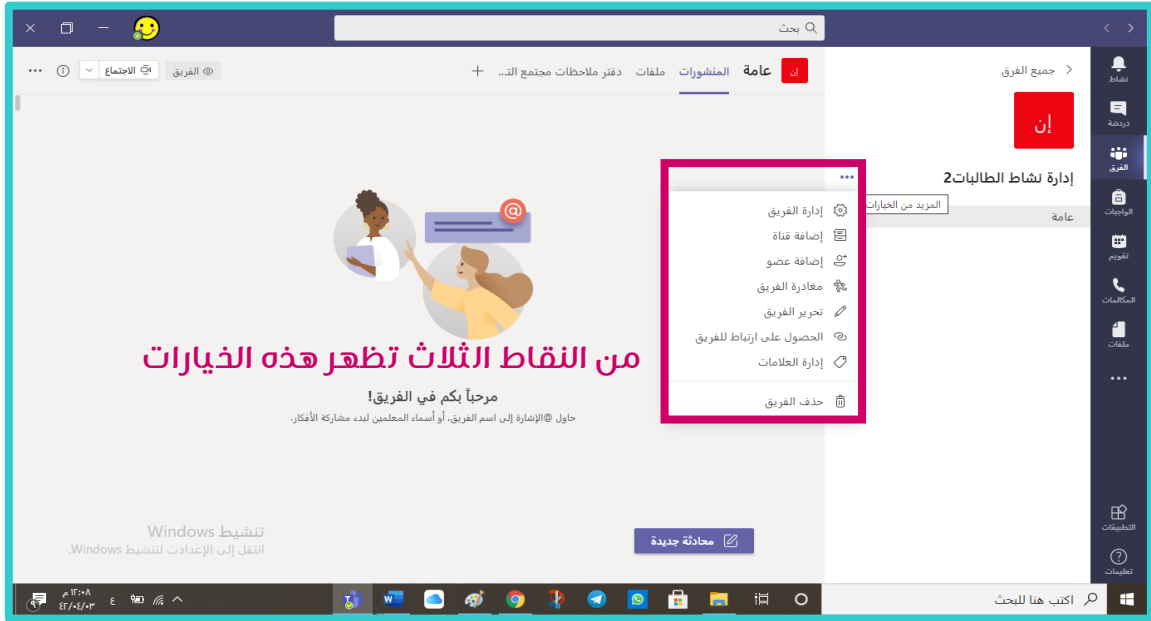 بحث
نشاط
دردشة
الفرق
الواجبات
تقويم
المكالمات
ملفات
التطبيقات
تعليمات
جميع الفرق
إن
إدارة نشاط الطالبات2
المزيد من الخيارات
عامة
إن عامة المنشورات ملفات دفتر ملاحظات مجتمع التـ... +
الفريق الاجتماع
إدارة الفريق
إضافة قناة
إضافة عضو
مغادرة الفريق
تحرير الفريق
الحصول على ارتباط للفريق
إدارة العلامات
حذف الفريق
من النقاط الثلاث تظهر هذه الخيارات
مرحباً بكم في الفريق!
حاول @الإشارة إلى اسم الفريق، أو أسماء المعلمين لبدء مشاركة الأفكار.
محادثة جديدة
تنشيط Windows
انتقل إلى الإعدادت لتنشيط Windows.
اكتب هنا للبحث
ع
١٢:٠٨ م